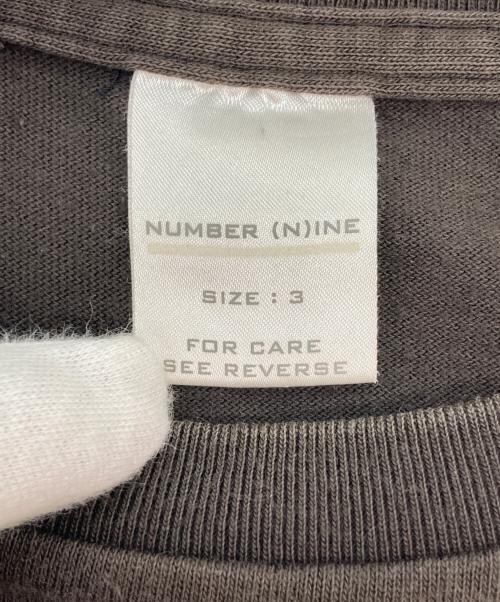 NUMBER (N)INE
SIZE : 3
FOR CARE
SEE REVERSE